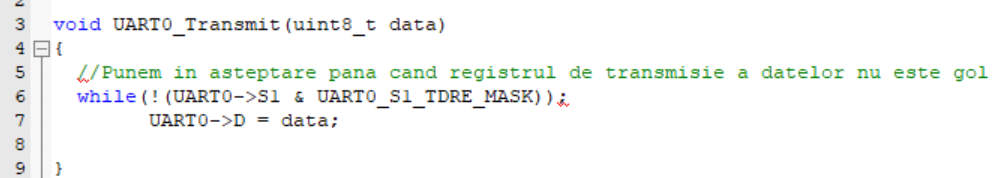 2
3 void UART0_Transmit(uint8_t data)
4 {
5 //Punem in asteptare pana cand registrul de transmisie a datelor nu este gol
6 while(!(UART0->S1 & UART0_S1_TDRE_MASK));
7 UART0->D = data;
8
9 }